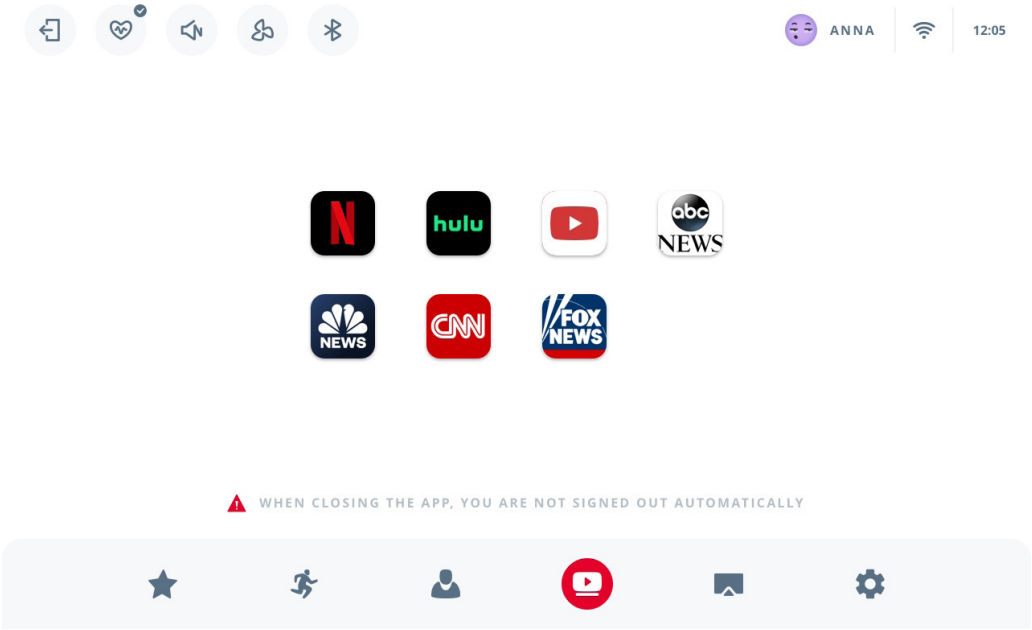 ANNA
12:05
N
hulu
abc
NEWS
NEWS
CNN
FOX
NEWS
WHEN CLOSING THE APP, YOU ARE NOT SIGNED OUT AUTOMATICALLY